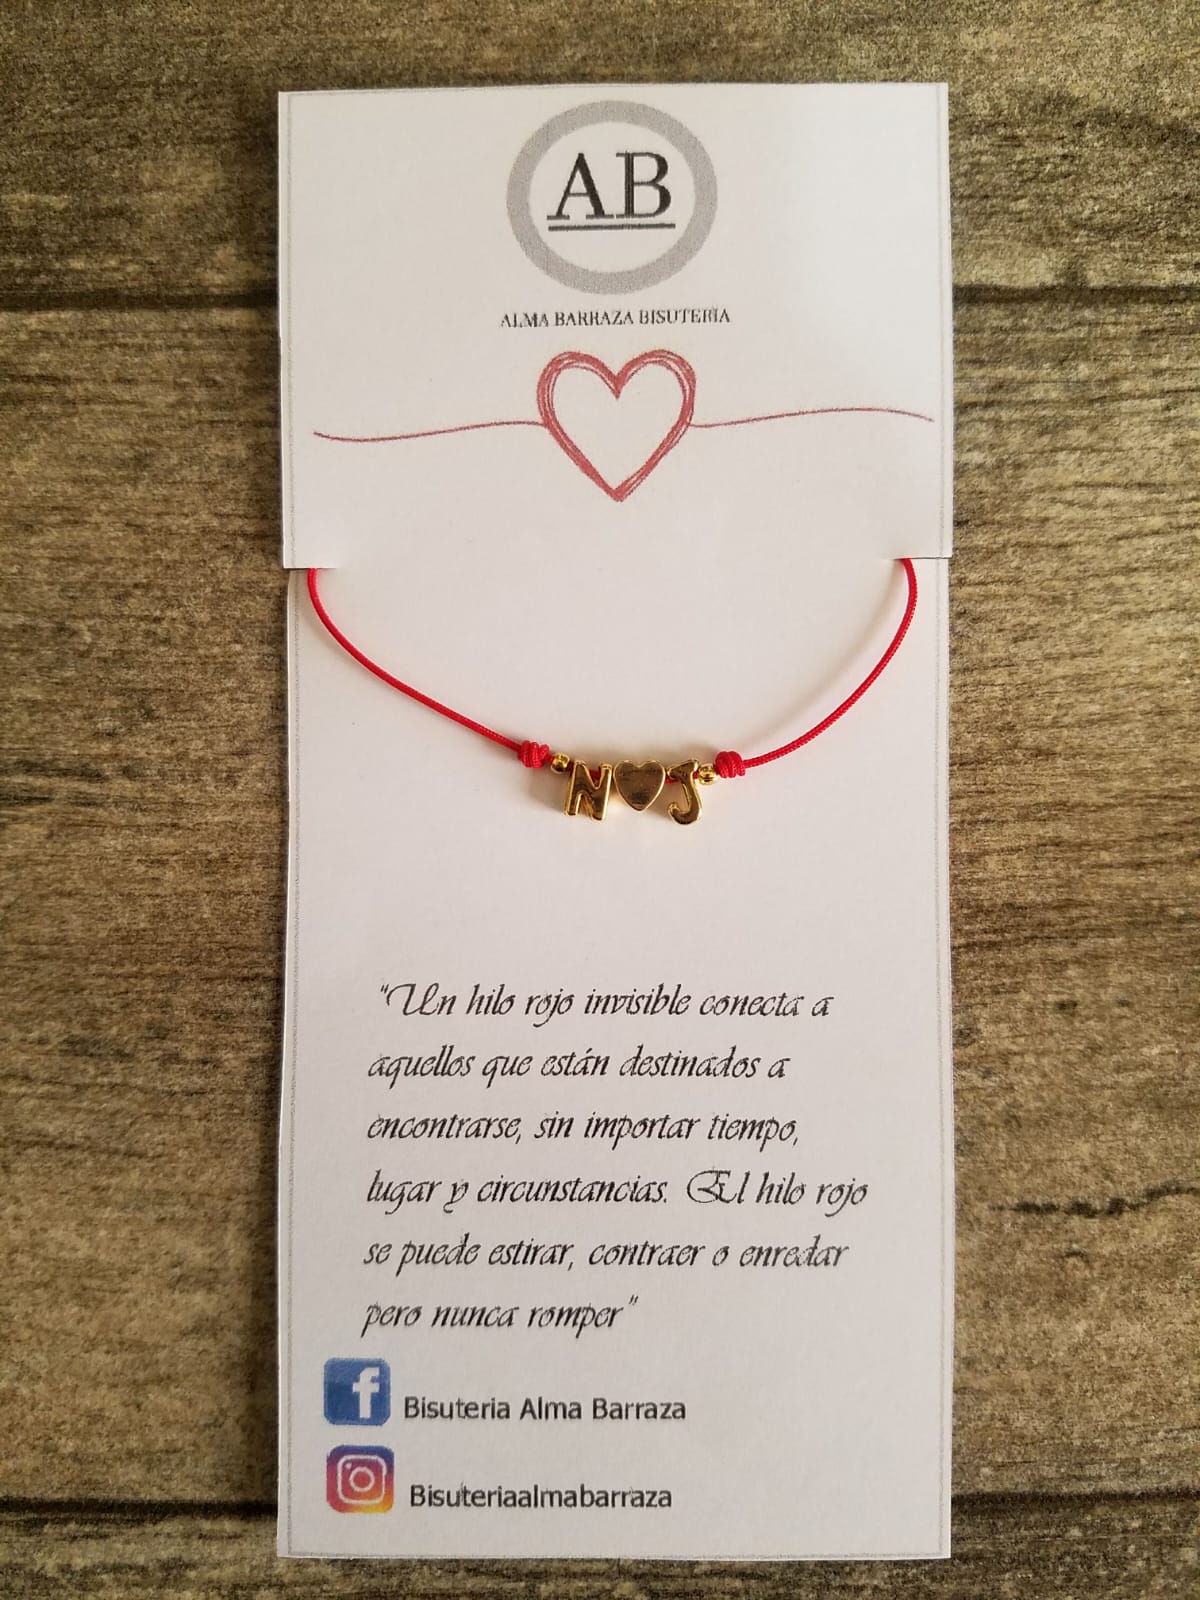 AB
ALMA BARRAZA BISUTERIA
N J
"Un hilo rojo invisible conecta a
aquellos que están destinados a
encontrarse, sin importar tiempo,
lugar y circunstancias. El hilo rojo
se puede estirar, contraer o enredar
pero nunca romper"
f
Bisuteria Alma Barraza
Bisuteriaalmabarraza